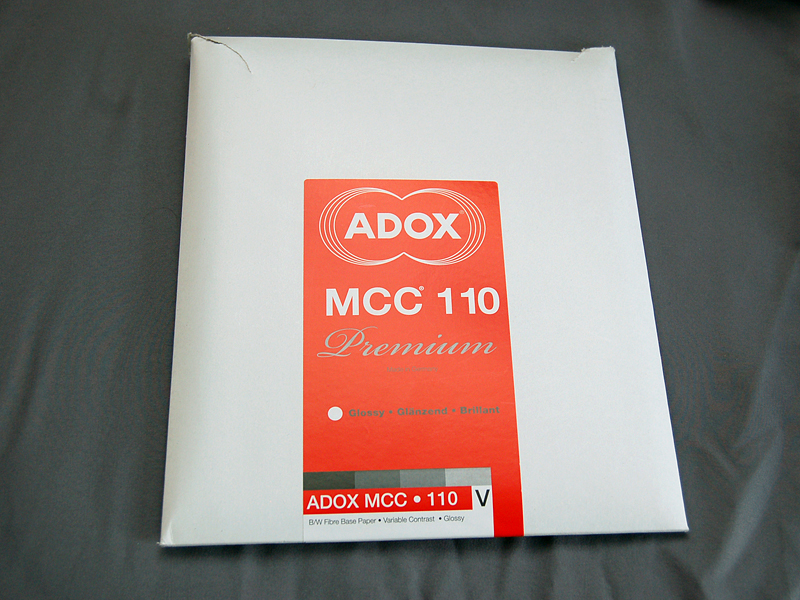 ADOX
MCC® 110
Premium
Glossy • Glänzend • Brillant
ADOX MCC • 110 V
B/W Fibre Base Paper • Variable Contrast • Glossy